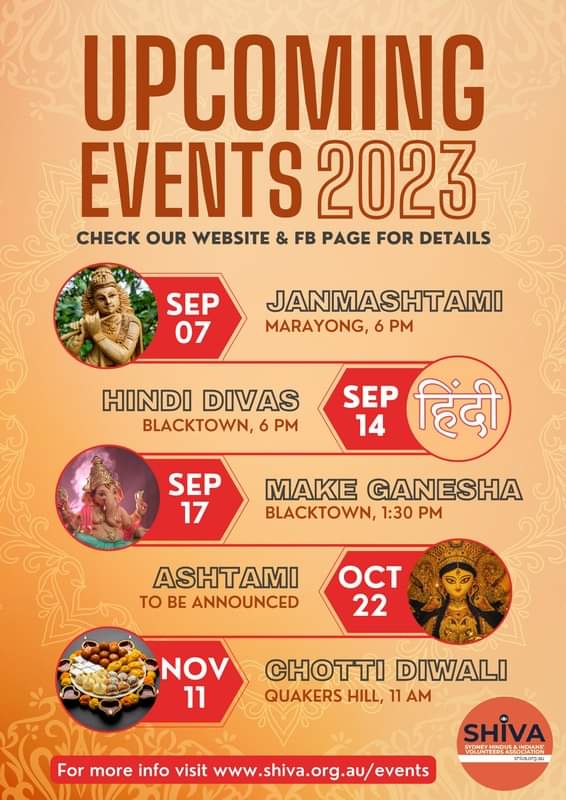 UPCOMING
EVENTS 2023
CHECK OUR WEBSITE & FB PAGE FOR DETAILS
SEP
07
JANMASHTAMI
MARAYONG, 6 PM
HINDI DIVAS
BLACKTOWN, 6 PM
SEP
14
हिंदी
SEP
17
MAKE GANESHA
BLACKTOWN, 1:30 PM
ASHTAMI
TO BE ANNOUNCED
OCT
22
NOV
11
CHOTTI DIWALI
QUAKERS HILL, 11 AM
SHiVA
SYDNEY HINDUS & INDIANS'
VOLUNTEERS ASSOCIATION
shiva.org.au
For more info visit www.shiva.org.au/events